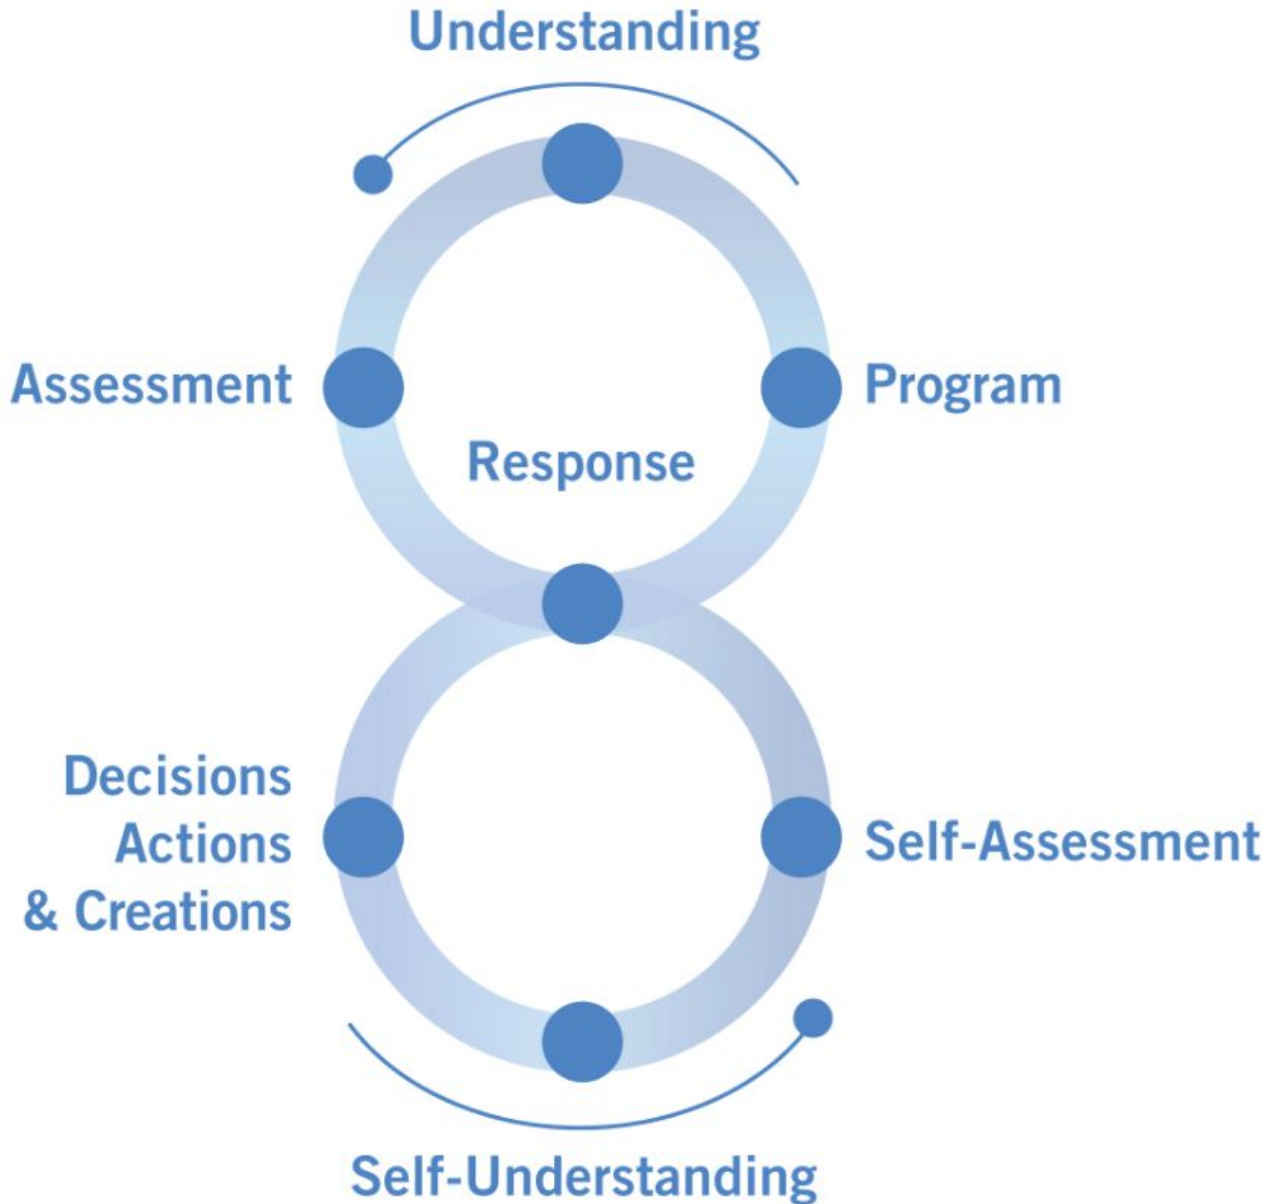 Understanding
Assessment
Program
Response
Decisions
Actions
& Creations
Self-Assessment
Self-Understanding